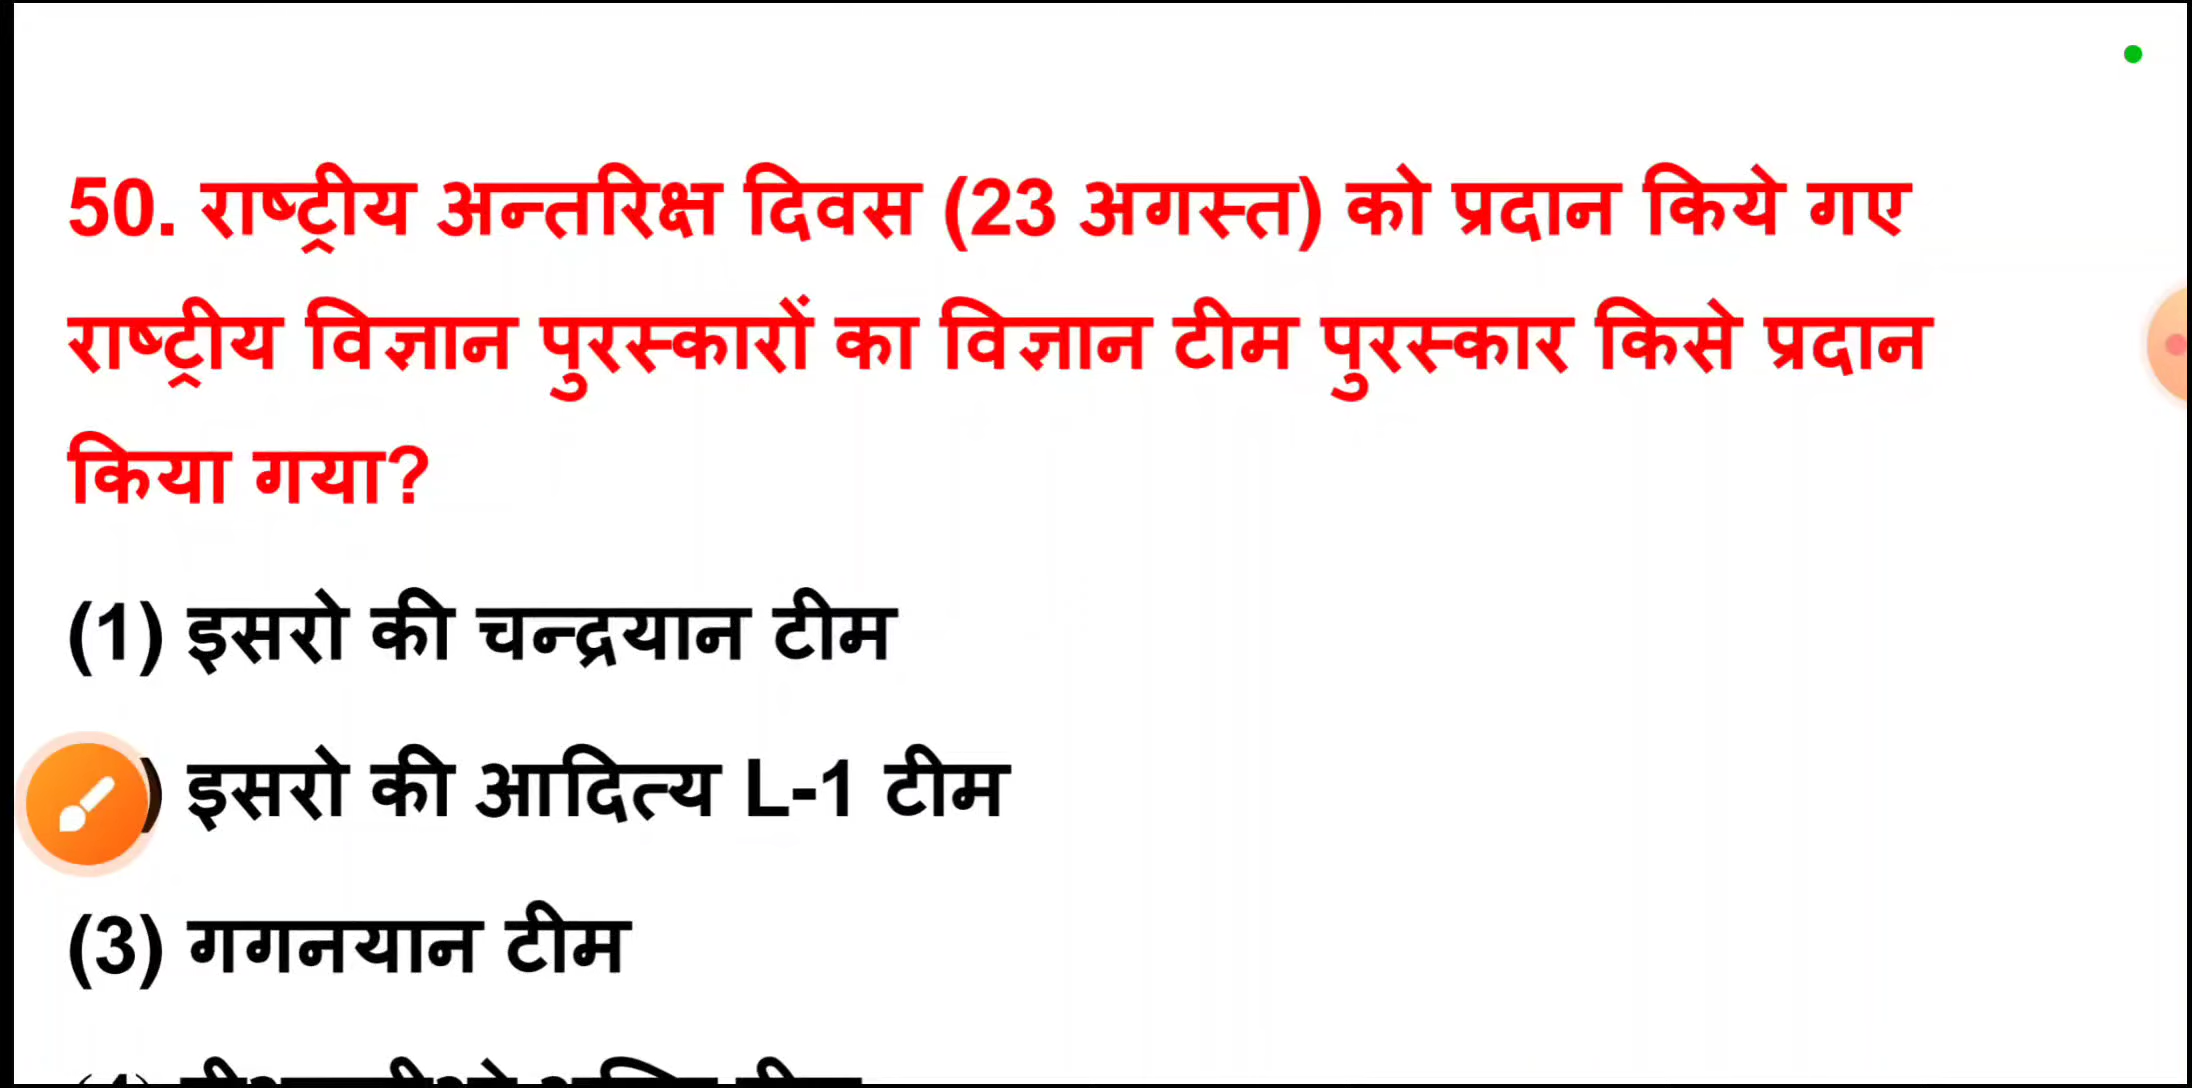 50. राष्ट्रीय अन्तरिक्ष दिवस (23 अगस्त) को प्रदान किये गए
राष्ट्रीय विज्ञान पुरस्कारों का विज्ञान टीम पुरस्कार किसे प्रदान
किया गया?
(1) इसरो की चन्द्रयान टीम
) इसरो की आदित्य L-1 टीम
(3) गगनयान टीम